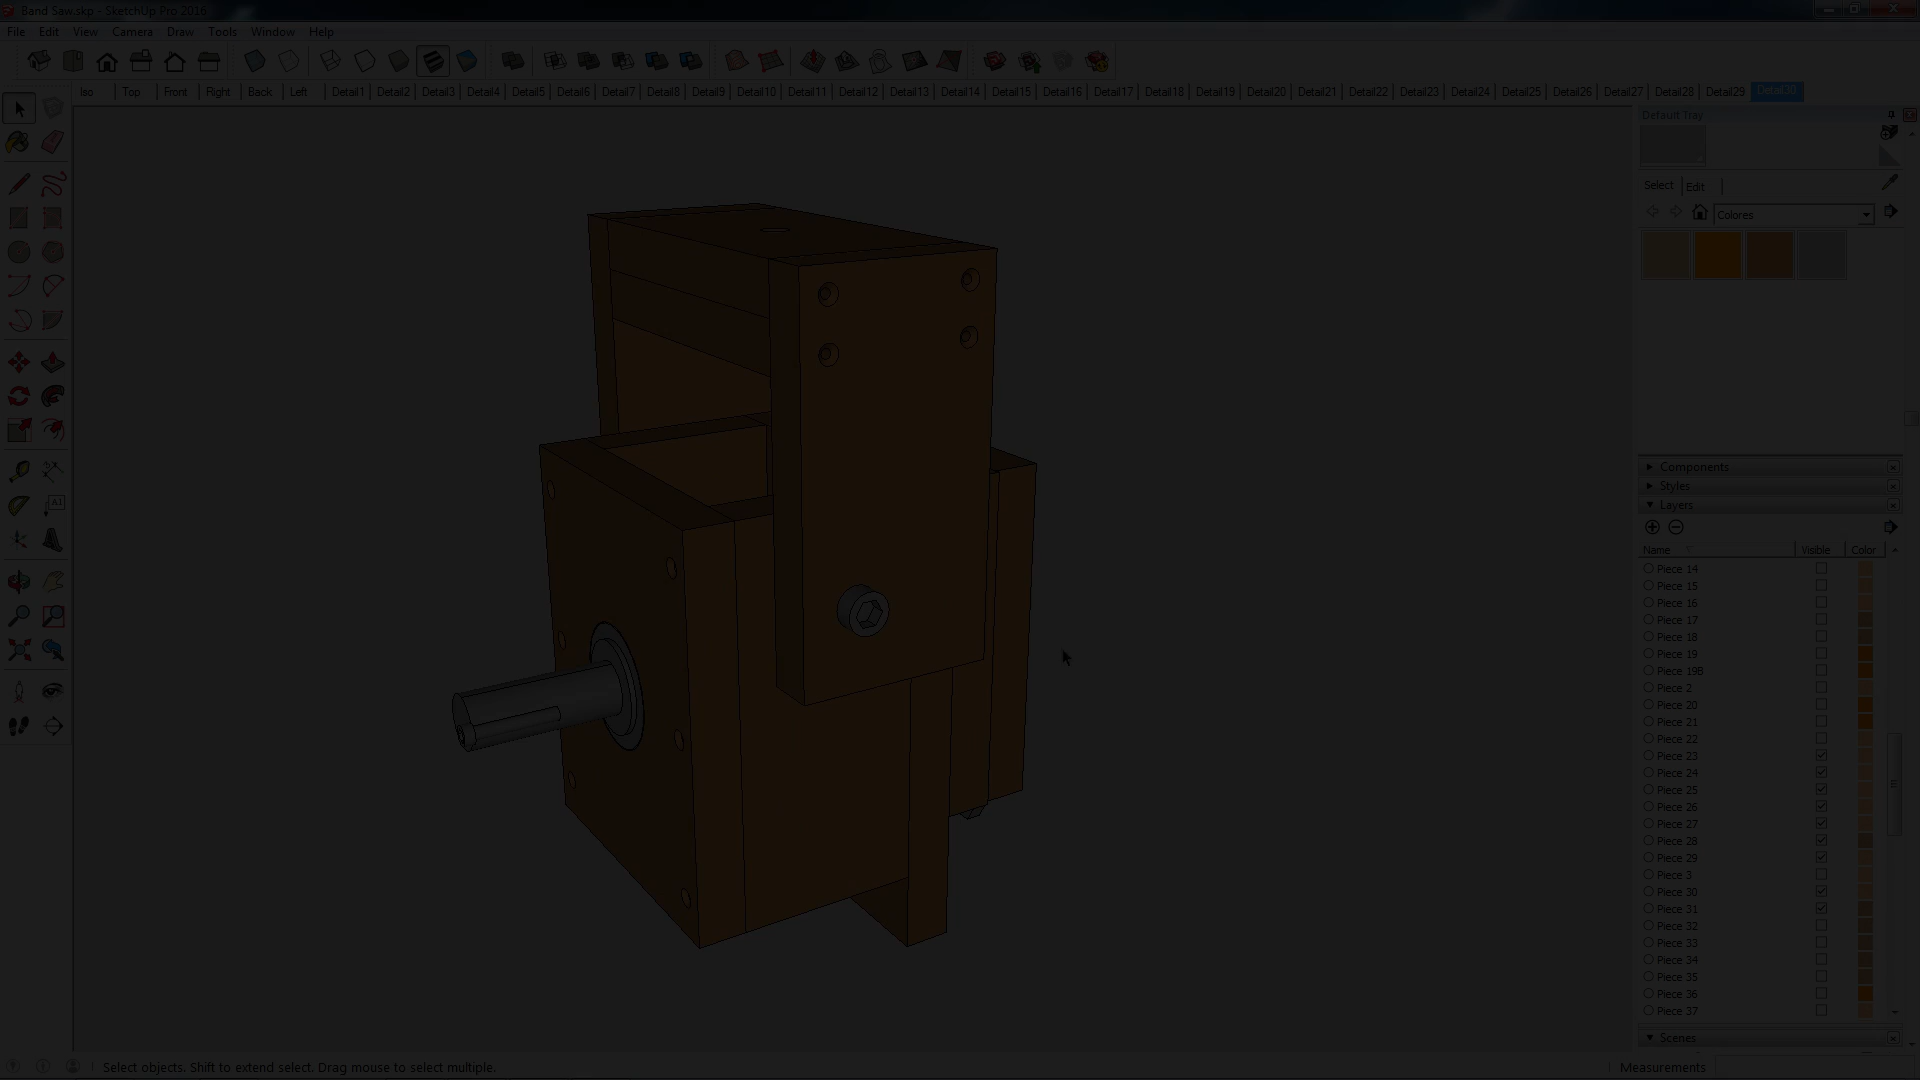 Band Saw.skp - SketchUp Pro 2016
File Edit View Camera Draw Tools Window Help
Iso Top Front Right Back Left Detail1 Detail2 Detail3 Detail4 Detail5 Detail6 Detail7 Detail8 Detail9 Detail10 Detail11 Detail12 Detail13 Detail14 Detail15 Detail16 Detail17 Detail18 Detail19 Detail20 Detail21 Detail22 Detail23 Detail24 Detail25 Detail26 Detail27 Detail28 Detail29 Detail30
Default Tray
Select Edit
Colores
Components
Styles
Layers
Name Visible Color
Piece 14
Piece 15
Piece 16
Piece 17
Piece 18
Piece 19
Piece 19B
Piece 2
Piece 20
Piece 21
Piece 22
Piece 23
Piece 24
Piece 25
Piece 26
Piece 27
Piece 28
Piece 29
Piece 3
Piece 30
Piece 31
Piece 32
Piece 33
Piece 34
Piece 35
Piece 36
Piece 37
Scenes
Select objects. Shift to extend select. Drag mouse to select multiple.
Measurements